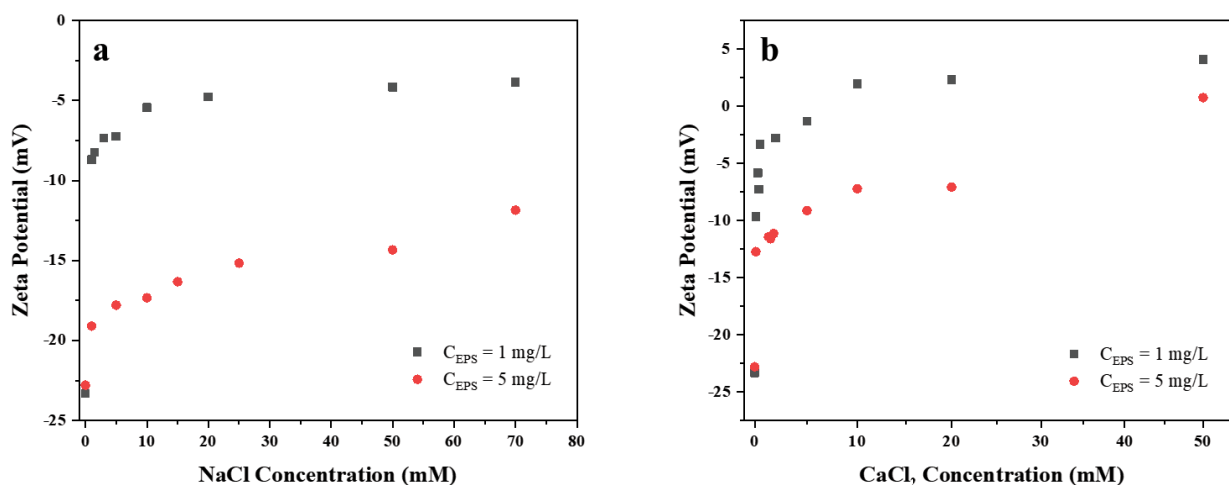 a
Zeta Potential (mV)
0
-5
-10
-15
-20
-25
0 10 20 30 40 50 60 70 80
NaCl Concentration (mM)
C_EPS = 1 mg/L
C_EPS = 5 mg/L
b
Zeta Potential (mV)
5
0
-5
-10
-15
-20
-25
0 10 20 30 40 50
CaCl, Concentration (mM)
C_EPS = 1 mg/L
C_EPS = 5 mg/L